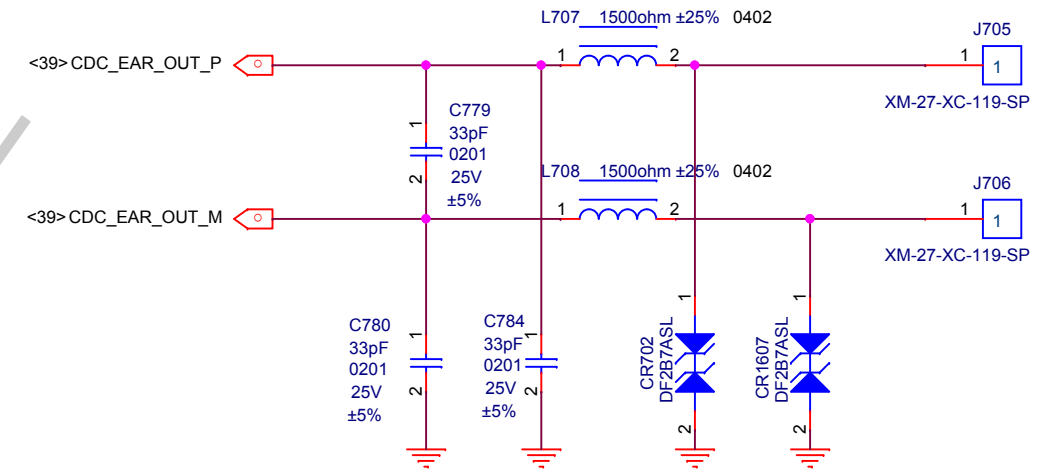 L707 1500ohm ±25% 0402
J705
<39> CDC_EAR_OUT_P
1
2
1
1
XM-27-XC-119-SP
C779
33pF
0201
25V
±5%
1
2
L708 1500ohm ±25% 0402
J706
<39> CDC_EAR_OUT_M
1
2
1
1
XM-27-XC-119-SP
C780
33pF
0201
25V
±5%
1
2
C784
33pF
0201
25V
±5%
1
2
CR702
DF2B7ASL
1
2
CR1607
DF2B7ASL
1
2